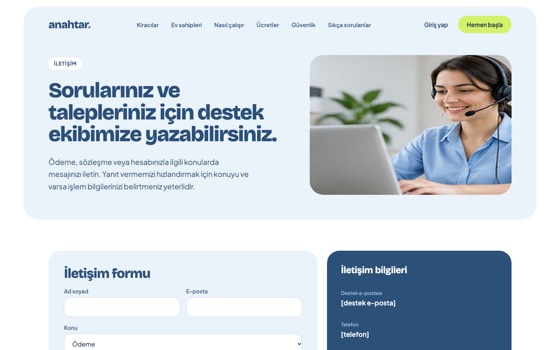 anahtar.
Kiracılar
Ev sahipleri
Nasıl çalışır
Ücretler
Güvenlik
Sıkça sorulanlar
Giriş yap
Hemen başla
İLETİŞİM
Sorularınız ve
talepleriniz için destek
ekibimize yazabilirsiniz.
Ödeme, sözleşme veya hesabınızla ilgili konularda
mesajınızı iletin. Yanıt vermemizi hızlandırmak için konuyu ve
varsa işlem bilgilerinizi belirtmeniz yeterlidir.
İletişim formu
Ad soyad
E-posta
Konu
Ödeme
İletişim bilgileri
Destek e-postası
[destek e-posta]
Telefon
[telefon]